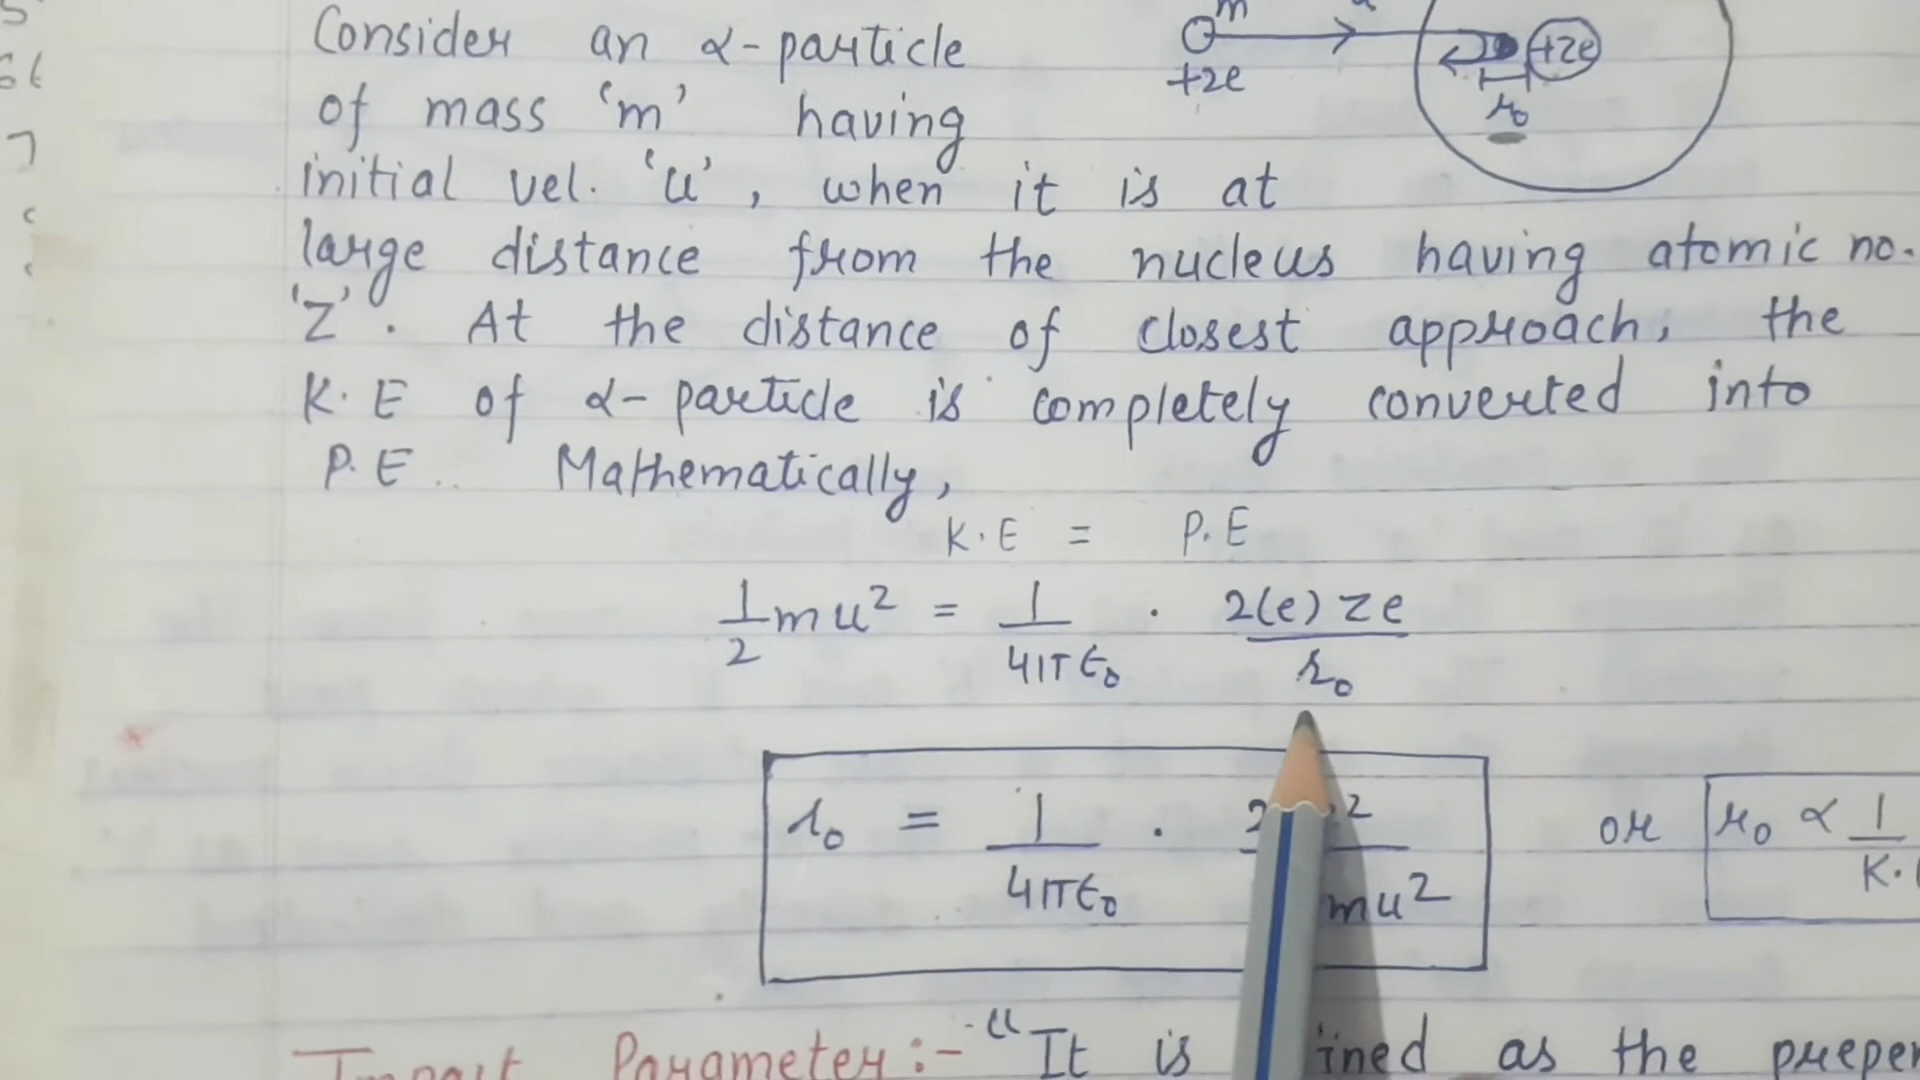 Consider an α-particle
of mass 'm' having
initial vel. 'u', when it is at
large distance from the nucleus having atomic no.
'Z'. At the distance of closest approach, the
K.E of α-particle is completely converted into
P.E.. Mathematically,
m
+2e
+Ze
r₀
K.E = P.E
1/2 mu² = 1/4πε₀ . 2(e) ze/r₀
r₀ = 1/4πε₀ . 2 ²/mu² or r₀ ∝ 1/K.
Parameter:- "It is as the